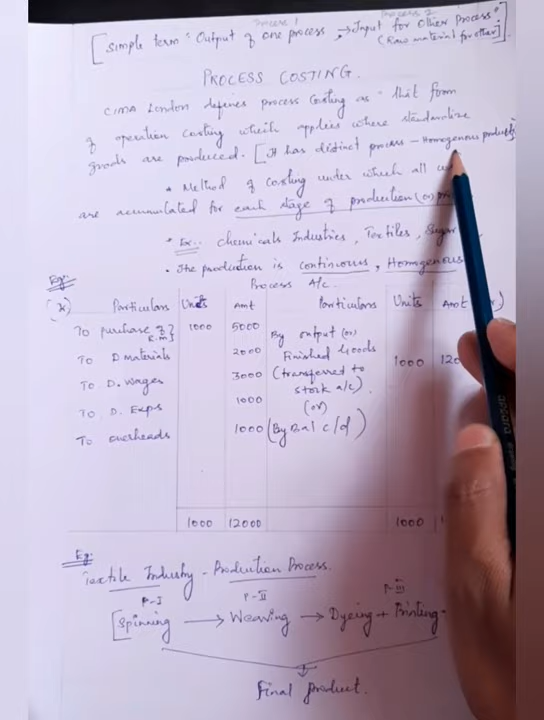 Process 1 Process 2
[Simple term "Output of one process → Input for Other Process"
(Raw material for other)]
PROCESS COSTING.
CIMA London defines process Costing as "that form
of operation costing which applies where standardize
goods are produced. [It has distinct process - Homogenous products]
* Method of Costing under which all
are accumulated for each stage of production (or)
* Ex:. Chemicals Industries, Textiles, Sugar
• The production is continuous, Homogenous
Eg:- Process A/c.
Particulars Units Amt Particulars Units Amt
To purchase of R.m] 1000 5000 By output (or)
To D materials 2000 Finished Goods 1000 120
To D. wages 3000 (transferred to
stock a/c)
To D. Exps 1000 (or)
To overheads 1000 (By Bal c/d)
1000 12000 1000 1
Eg:
Textile Industry - Production Process.
P-I P-II P-III
[Spinning → Weaving → Dyeing + Printing-
Final product.